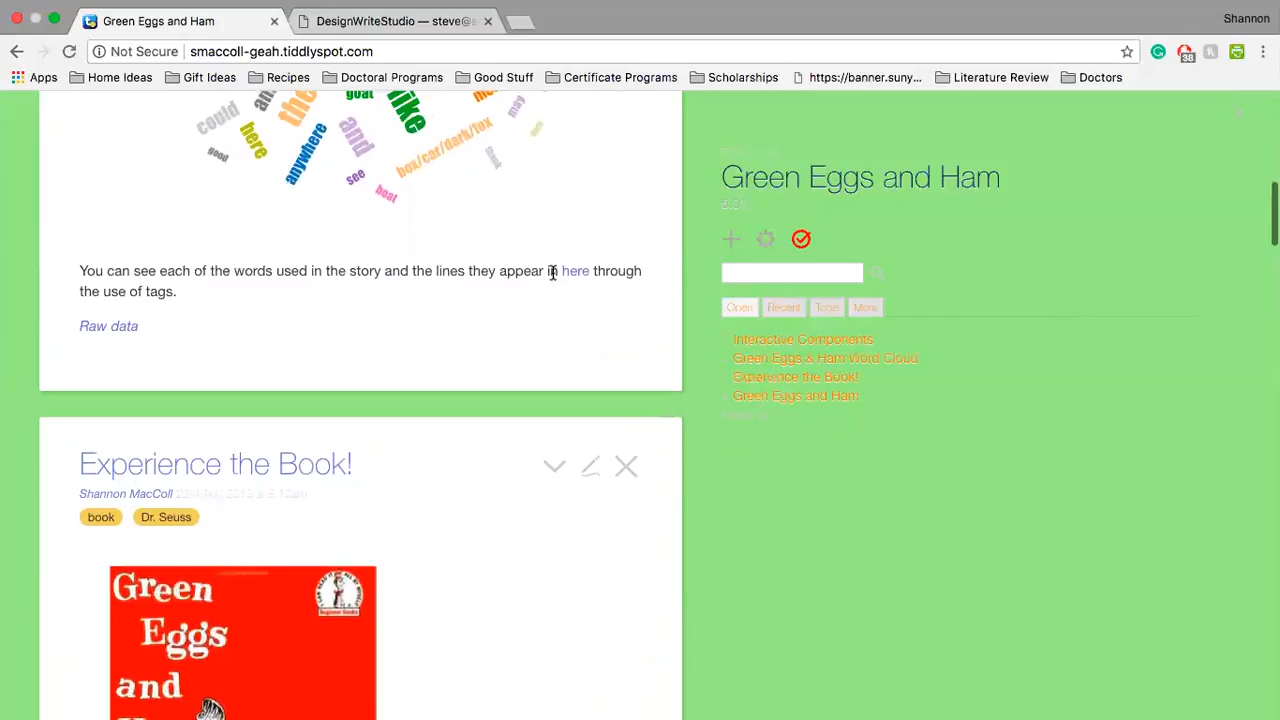 Green Eggs and Ham
DesignWriteStudio — steve@s
Shannon
Not Secure
smaccoll-geah.tiddlyspot.com
38
Apps
Home Ideas
Gift Ideas
Recipes
Doctoral Programs
Good Stuff
Certificate Programs
Scholarships
https://banner.suny...
Literature Review
Doctors
could
the
goat
like
may
here
and
anywhere
box/car/dark/fox
good
see
boat
You can see each of the words used in the story and the lines they appear in here through
the use of tags.
Raw data
Experience the Book!
Shannon MacColl
book
Dr. Seuss
Green
Eggs
and
Green Eggs and Ham
Open
Recent
Tools
More
Interactive Components
Green Eggs & Ham Word Cloud
Experience the Book!
Green Eggs and Ham